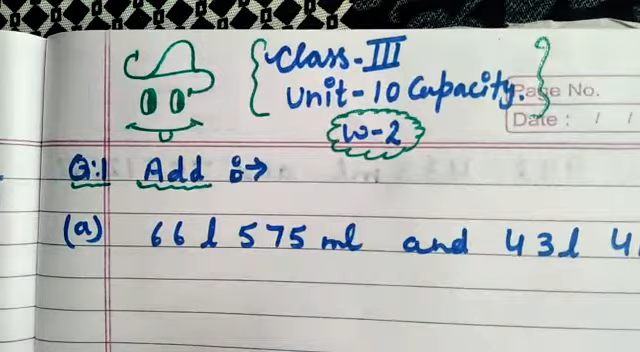 Class-III
Unit-10 Capacity.
Page No.
W-2
Date : / /
Q:1 Add :→
(a) 66 l 575 ml and 43 l